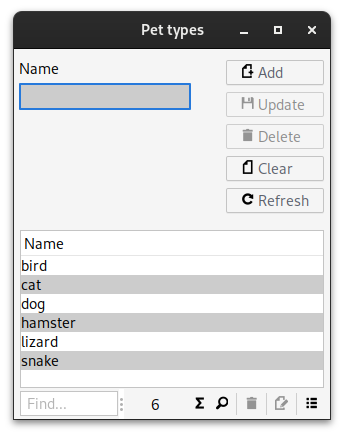 Pet types
Name
Add
Update
Delete
Clear
Refresh
Name
bird
cat
dog
hamster
lizard
snake
Find...
6